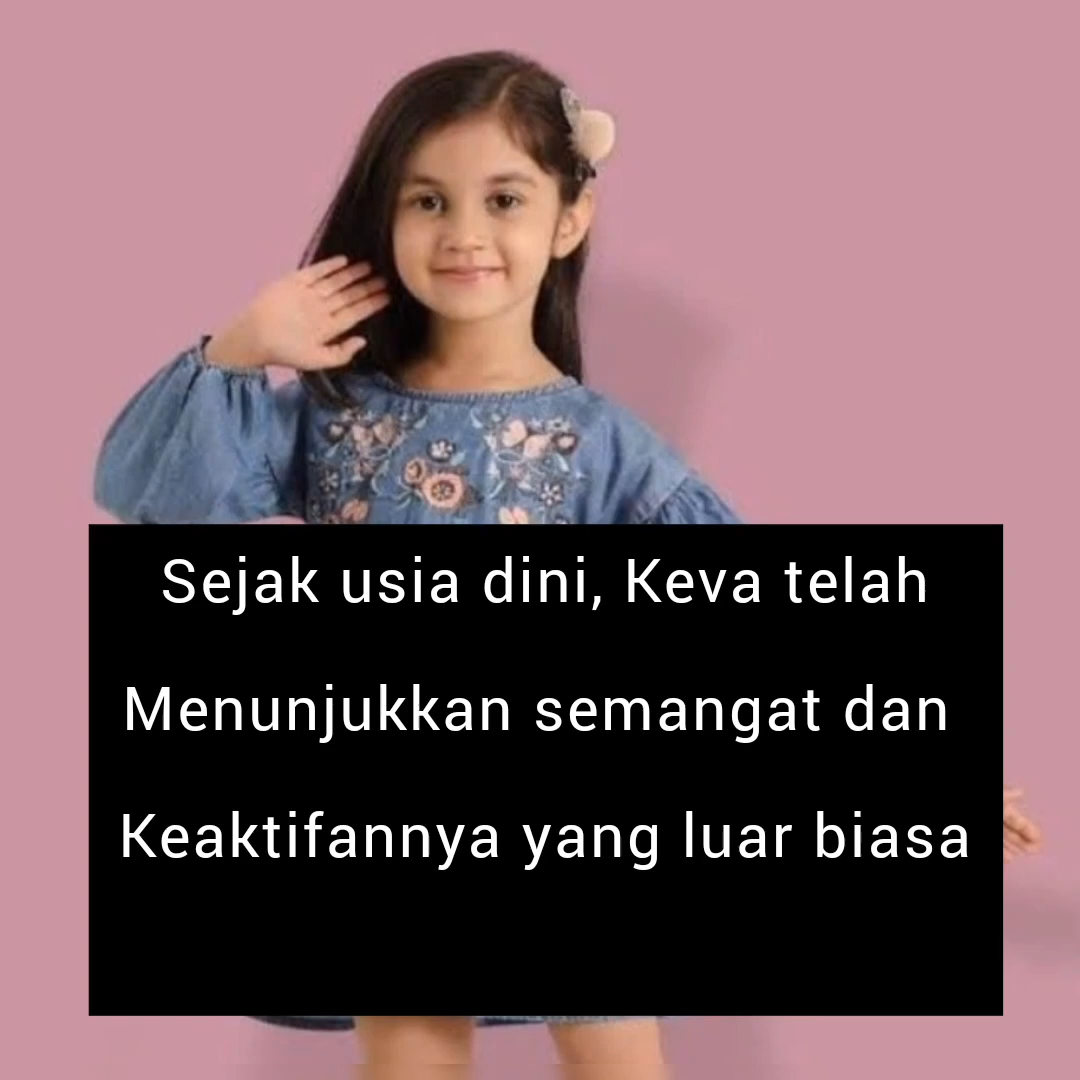 Sejak usia dini, Keva telah
Menunjukkan semangat dan
Keaktifannya yang luar biasa